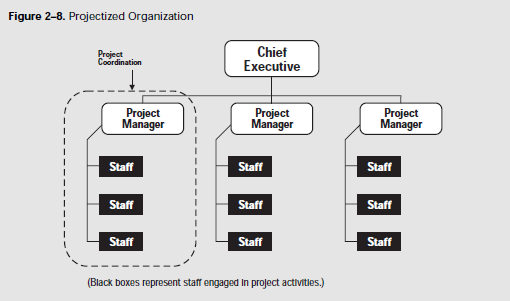 Figure 2–8. Projectized Organization
Project
Coordination
Chief
Executive
Project
Manager
Project
Manager
Project
Manager
Staff
Staff
Staff
Staff
Staff
Staff
Staff
Staff
Staff
(Black boxes represent staff engaged in project activities.)